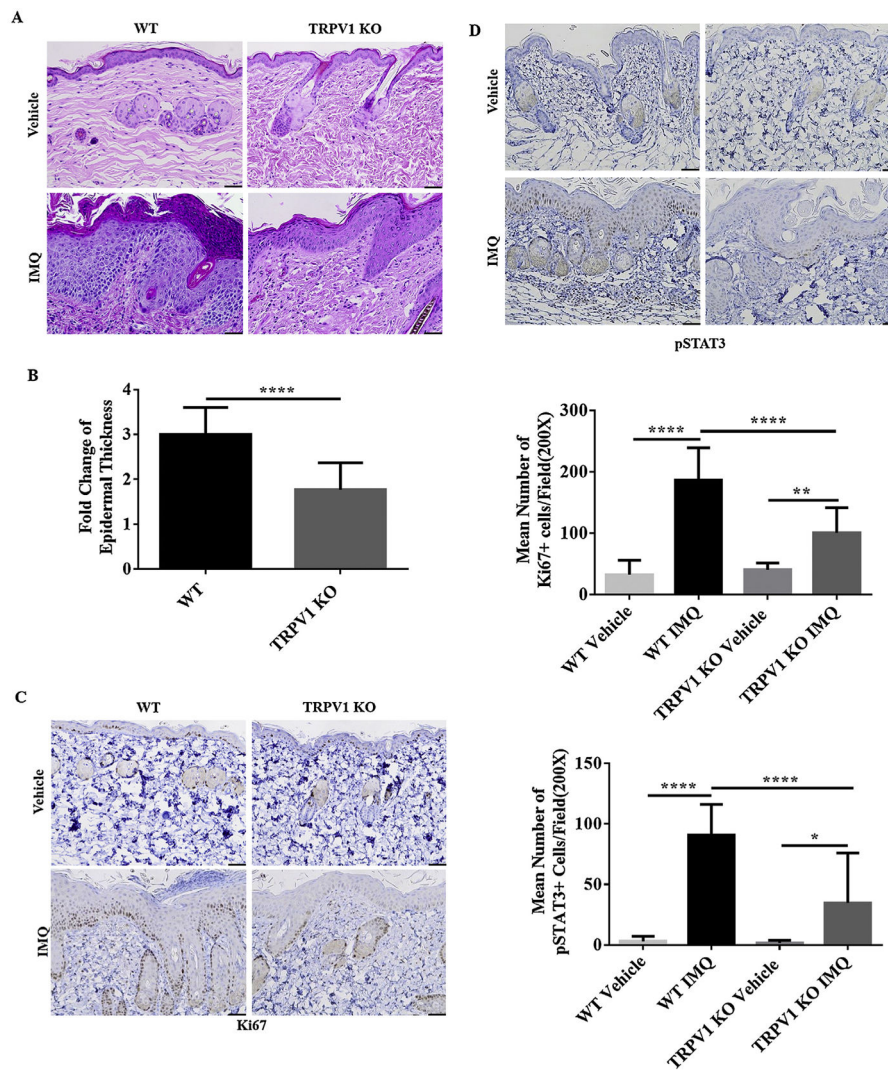 A
WT
TRPV1 KO
Vehicle
IMQ
B
Fold Change of
Epidermal Thickness
4
3
2
1
0
****
WT
TRPV1 KO
C
WT
TRPV1 KO
Vehicle
IMQ
Ki67
D
Vehicle
IMQ
pSTAT3
Mean Number of
Ki67+ cells/Field(200X)
300
200
100
0
****
****
**
WT Vehicle
WT IMQ
TRPV1 KO Vehicle
TRPV1 KO IMQ
Mean Number of
pSTAT3+ Cells/Field(200X)
150
100
50
0
****
****
*
WT Vehicle
WT IMQ
TRPV1 KO Vehicle
TRPV1 KO IMQ